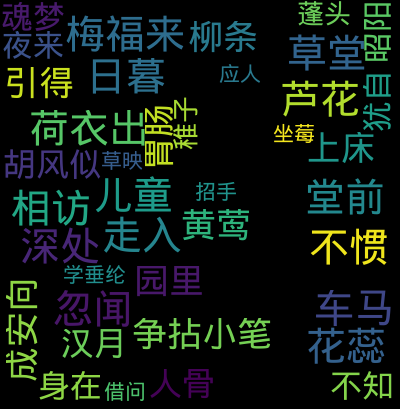 魂梦
蓬头
夜来
梅福来
柳条
昭阳
日暮
草堂
应人
引得
芦花
犹自
荷衣出
胃肠
稚子
坐莓
上床
胡风似
草映
儿童
招手
堂前
相访
走入
黄莺
深处
不惯
学垂纶
园里
成安向
忽闻
车马
汉月
争拈小笔
花蕊
身在
借问
人骨
不知